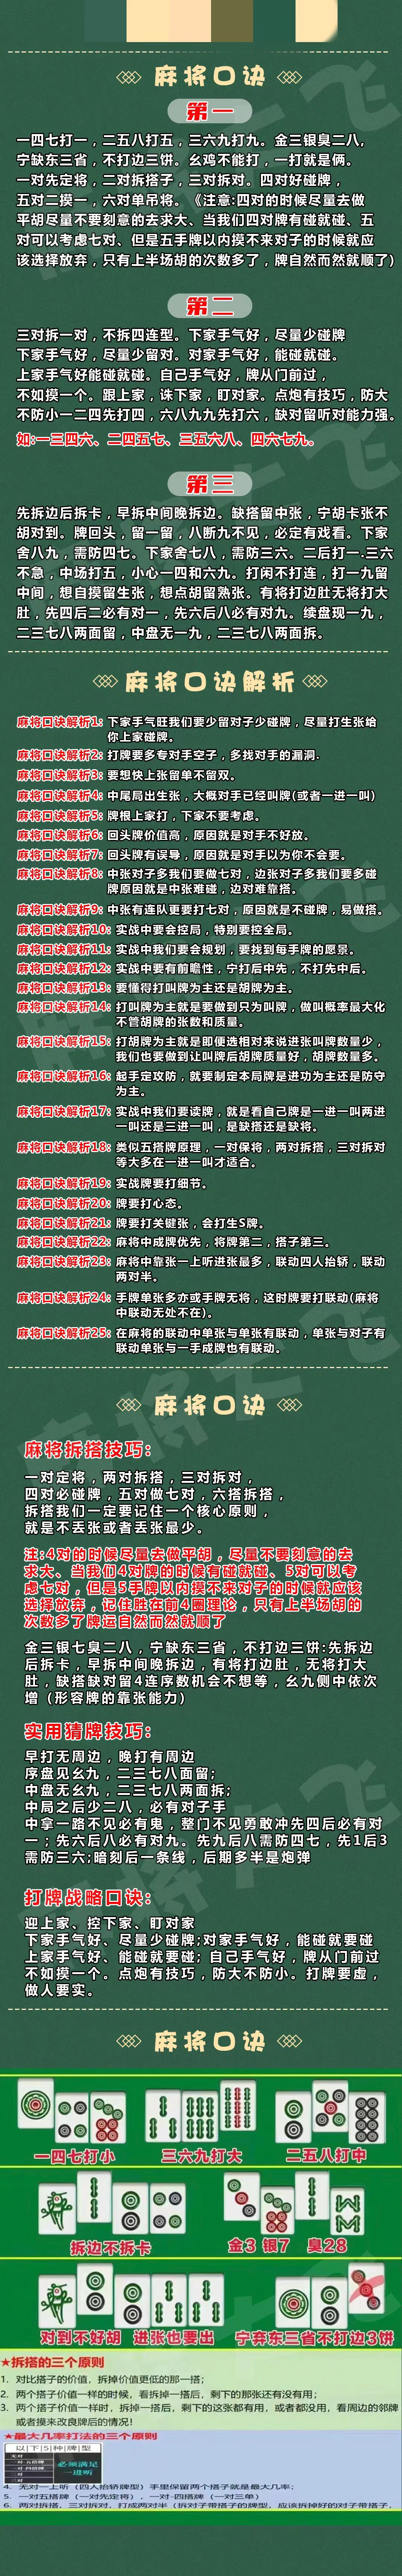 麻将口诀
第一
一四七打一，二五八打五，三六九打九。金三银臭二八，
宁缺东三省，不打边三饼。幺鸡不能打，一打就是俩。
一对先定将，二对拆搭子，三对拆对。四对好碰牌，
五对二摸一，六对单吊将。《注意:四对的时候尽量去做
平胡尽量不要刻意的去求大、当我们四对牌有碰就碰、五
对可以考虑七对、但是五手牌以内摸不来对子的时候就应
该选择放弃，只有上半场胡的次数多了，牌自然而然就顺了)
第二
三对拆一对，不拆四连型。下家手气好，尽量少碰牌
下家手气好，尽量少留对。对家手气好，能碰就碰。
上家手气好能碰就碰。自己手气好，牌从门前过，
不如摸一个。跟上家，诛下家，盯对家。点炮有技巧，防大
不防小一二四先打四，六八九九先打六，缺对留听对能力强。
如:一三四六、二四五七、三五六八、四六七九。
第三
先拆边后拆卡，早拆中间晚拆边。缺搭留中张，宁胡卡张不
胡对到。牌回头，留一留，八断九不见，必定有戏看。下家
舍八九，需防四七。下家舍七八，需防三六。二后打一.三六
不急，中场打五，小心一四和六九。打闲不打连，打一九留
中间，想自摸留生张，想点胡留熟张。有将打边肚无将打大
肚，先四后二必有对一，先六后八必有对九。续盘现一九，
二三七八两面留，中盘无一九，二三七八两面拆。
麻将口诀解析
麻将口诀解析1: 下家手气旺我们要少留对子少碰牌，尽量打生张给
你上家碰牌。
麻将口诀解析2: 打牌要多专对手空子，多找对手的漏洞.
麻将口诀解析3: 要想快上张留单不留双。
麻将口诀解析4: 中尾局出生张，大概对手已经叫牌(或者一进一叫)
麻将口诀解析5: 牌根上家打，下家不要考虑。
麻将口诀解析6: 回头牌价值高，原因就是对手不好放。
麻将口诀解析7: 回头牌有误导，原因就是对手以为你不会要。
麻将口诀解析8: 中张对子多我们要做七对，边张对子多我们要多碰
牌原因就是中张难碰，边对难靠搭。
麻将口诀解析9: 中张有连队更要打七对，原因就是不碰牌，易做搭。
麻将口诀解析10: 实战中要会控局，特别要控全局。
麻将口诀解析11: 实战中我们要会规划，要找到每手牌的愿景。
麻将口诀解析12: 实战中要有前瞻性，宁打后中先，不打先中后。
麻将口诀解析13: 要懂得打叫牌为主还是胡牌为主。
麻将口诀解析14: 打叫牌为主就是要做到只为叫牌，做叫概率最大化
不管胡牌的张数和质量。
麻将口诀解析15: 打胡牌为主就是即便选相对来说进张叫牌数量少，
我们也要做到让叫牌后胡牌质量好，胡牌数量多。
麻将口诀解析16: 起手定攻防，就要制定本局牌是进功为主还是防守
为主。
麻将口诀解析17: 实战中我们要读牌，就是看自己牌是一进一叫两进
一叫还是三进一叫，是缺搭还是缺将。
麻将口诀解析18: 类似五搭牌原理，一对保将，两对拆搭，三对拆对
等大多在一进一叫才适合。
麻将口诀解析19: 实战牌要打细节。
麻将口诀解析20: 牌要打心态。
麻将口诀解析21: 牌要打关键张，会打生S牌。
麻将口诀解析22: 麻将中成牌优先，将牌第二，搭子第三。
麻将口诀解析23: 麻将中靠张一上听进张最多，联动四人抬轿，联动
两对半。
麻将口诀解析24: 手牌单张多亦或手牌无将，这时牌要打联动(麻将
中联动无处不在)。
麻将口诀解析25: 在麻将的联动中单张与单张有联动，单张与对子有
联动单张与一手成牌也有联动。
麻将口诀
麻将拆搭技巧:
一对定将，两对拆搭，三对拆对，
四对必碰牌，五对做七对，六搭拆搭，
拆搭我们一定要记住一个核心原则，
就是不丢张或者丢张最少。
注:4对的时候尽量去做平胡，尽量不要刻意的去
求大、当我们4对牌的时候有碰就碰、5对可以考
虑七对，但是5手牌以内摸不来对子的时候就应该
选择放弃，记住胜在前4圈理论，只有上半场胡的
次数多了牌运自然而然就顺了
金三银七臭二八，宁缺东三省，不打边三饼:先拆边
后拆卡，早拆中间晚拆边，有将打边肚，无将打大
肚，缺搭缺对留4连序数机会不想等，幺九侧中依次
增（形容牌的靠张能力）
实用猜牌技巧:
早打无周边，晚打有周边
序盘见幺九，二三七八面留;
中盘无幺九，二三七八两面拆;
中局之后少二八，必有对子手
中拿一路不见必有鬼，整门不见勇敢冲先四后必有对
一；先六后八必有对九。先九后八需防四七，先1后3
需防三六;暗刻后一条线，后期多半是炮弹
打牌战略口诀:
迎上家、控下家、盯对家
下家手气好、尽量少碰牌;对家手气好，能碰就要碰
上家手气好、能碰就要碰；自己手气好，牌从门前过
不如摸一个。点炮有技巧，防大不防小。打牌要虚，
做人要实。
麻将口诀
一四七打小 三六九打大 二五八打中
拆边不拆卡 金3 银7 臭28
对到不好胡 进张也要出 宁弃东三省不打边3饼
★拆搭的三个原则
1. 对比搭子的价值，拆掉价值更低的那一搭；
2. 两个搭子价值一样的时候，看拆掉一搭后，剩下的那张还有没有用；
3. 两个搭子价值一样时，拆掉一搭后，剩下的这张都有用，或者都没用，看周边的邻牌
或者摸来改良牌后的情况!
★最大几率打法的三个原则
以|下|5|种|牌|型
必须满足
一进听
4. 无对一上听（四人抬轿牌型）手里保留两个搭子就是最大几率；
5. 一对五搭牌（一对先定将），一对-四搭牌（一对三单）
6. 两对拆搭，三对拆对，打成两对半（拆对子带搭子的牌型，应该拆掉好的对子带搭子，